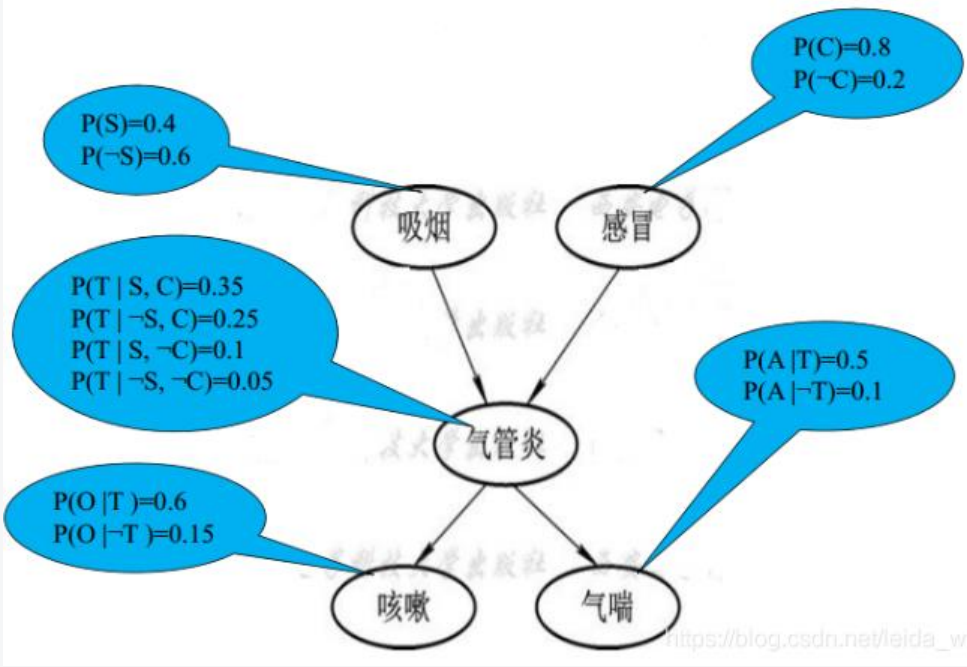 P(C)=0.8
P(¬C)=0.2
P(S)=0.4
P(¬S)=0.6
吸烟
感冒
P(T | S, C)=0.35
P(T | ¬S, C)=0.25
P(T | S, ¬C)=0.1
P(T | ¬S, ¬C)=0.05
P(A |T)=0.5
P(A |¬T)=0.1
气管炎
P(O |T )=0.6
P(O |¬T )=0.15
咳嗽
气喘
https://blog.csdn.net/leida_w